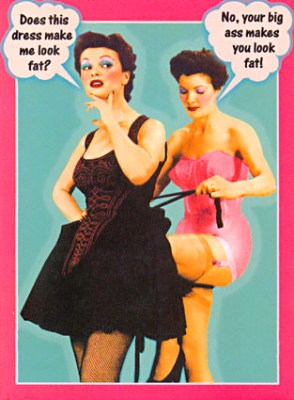 Does this
dress make
me look
fat?
No, your big
ass makes
you look
fat!